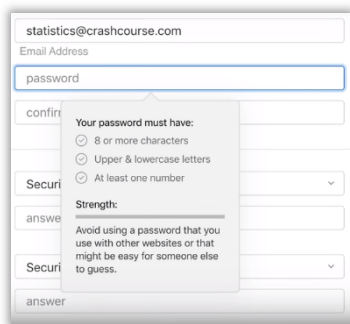 statistics@crashcourse.com
Email Address
password
confir
Your password must have:
8 or more characters
Upper & lowercase letters
At least one number
Strength:
Avoid using a password that you
use with other websites or that
might be easy for someone else
to guess.
Securi
answe
Securi
answer